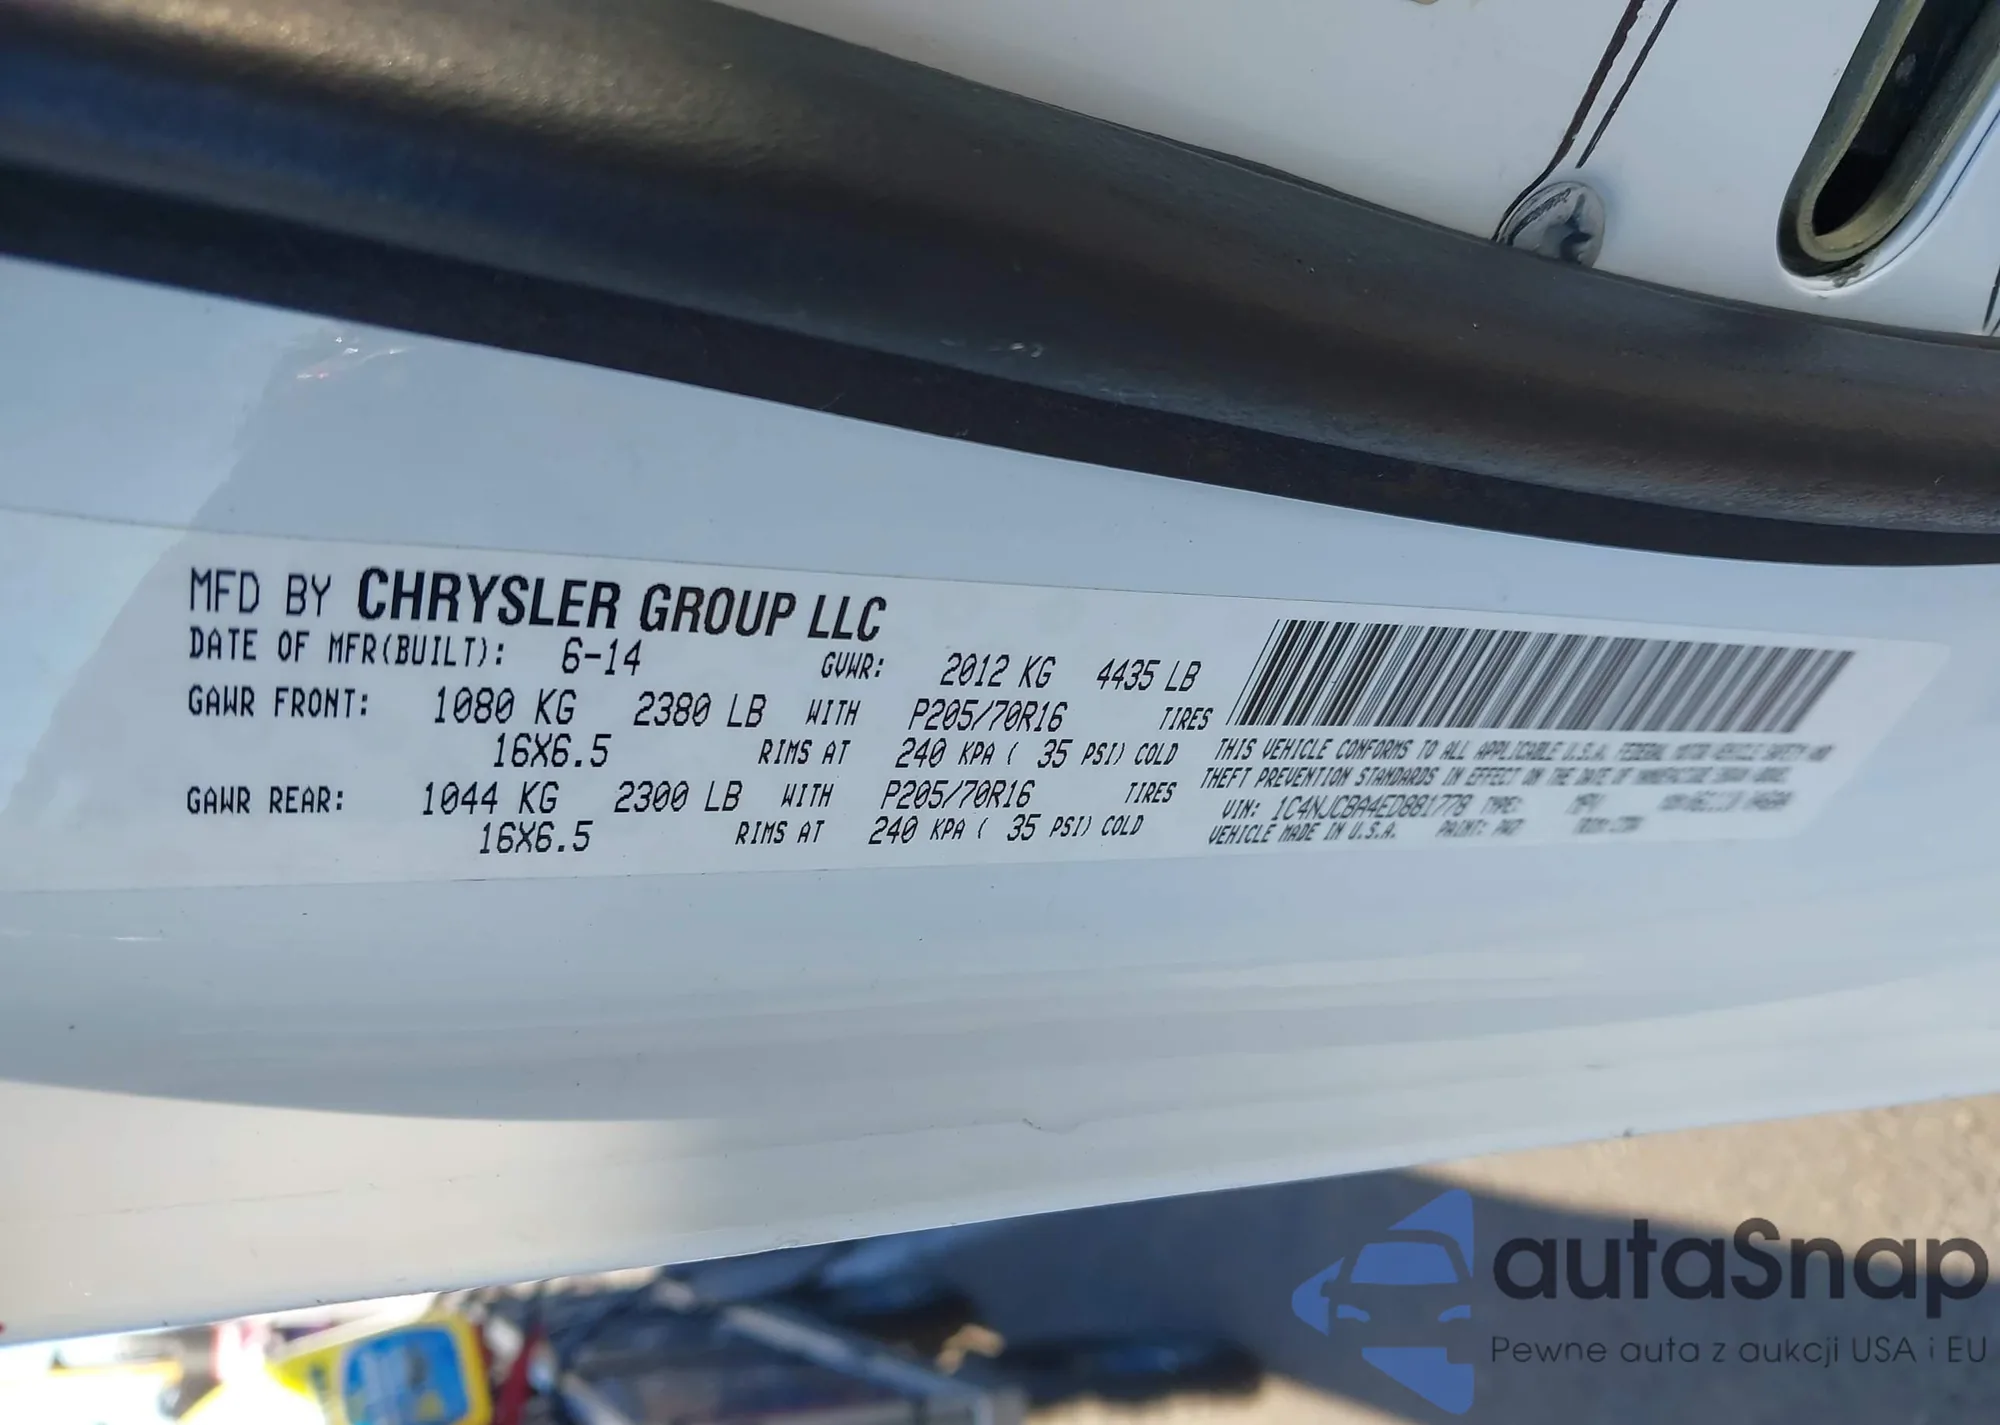 MFD BY CHRYSLER GROUP LLC
DATE OF MFR(BUILT): 6-14 GVWR: 2012 KG 4435 LB
GAWR FRONT: 1080 KG 2380 LB WITH P205/70R16 TIRES
16X6.5 RIMS AT 240 KPA ( 35 PSI) COLD
GAWR REAR: 1044 KG 2300 LB WITH P205/70R16 TIRES
16X6.5 RIMS AT 240 KPA ( 35 PSI) COLD
THIS VEHICLE CONFORMS TO ALL APPLICABLE U.S.A. FEDERAL MOTOR VEHICLE SAFETY AND
THEFT PREVENTION STANDARDS IN EFFECT ON THE DATE OF MANUFACTURE SHOWN ABOVE.
VIN: 1C4NJCBA4ED881778 TYPE: MPV
VEHICLE MADE IN U.S.A. PAINT: PW7
autaSnap
Pewne auta z aukcji USA i EU